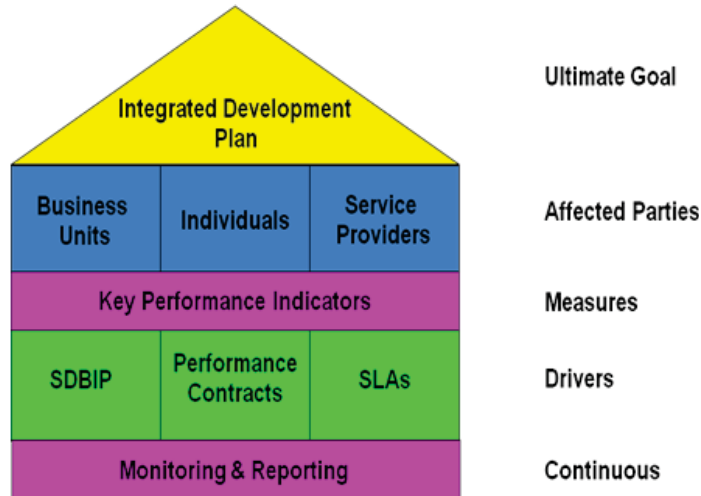 Ultimate Goal
Integrated Development
Plan
Business
Units
Individuals
Service
Providers
Affected Parties
Key Performance Indicators
Measures
SDBIP
Performance
Contracts
SLAs
Drivers
Monitoring & Reporting
Continuous